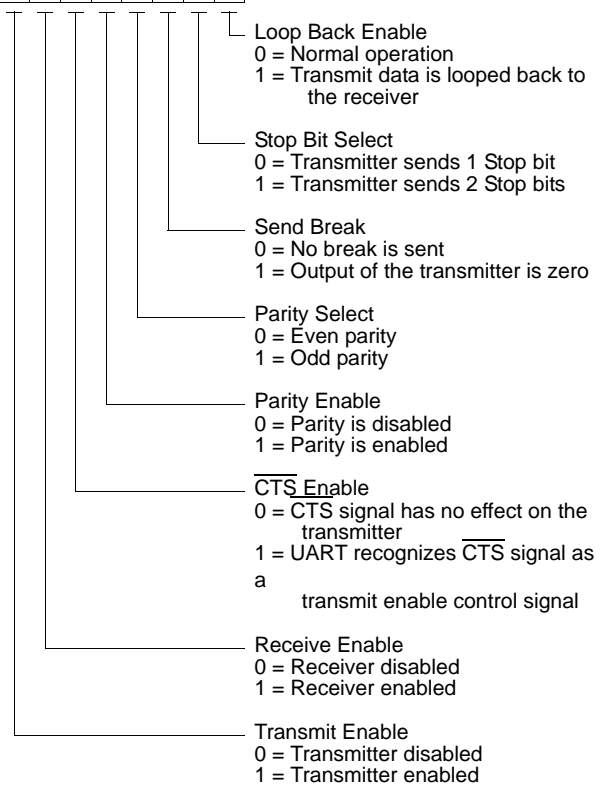 Loop Back Enable
0 = Normal operation
1 = Transmit data is looped back to
the receiver
Stop Bit Select
0 = Transmitter sends 1 Stop bit
1 = Transmitter sends 2 Stop bits
Send Break
0 = No break is sent
1 = Output of the transmitter is zero
Parity Select
0 = Even parity
1 = Odd parity
Parity Enable
0 = Parity is disabled
1 = Parity is enabled
C̅T̅S̅ Enable
0 = C̅T̅S̅ signal has no effect on the
transmitter
1 = UART recognizes C̅T̅S̅ signal as
a
transmit enable control signal
Receive Enable
0 = Receiver disabled
1 = Receiver enabled
Transmit Enable
0 = Transmitter disabled
1 = Transmitter enabled